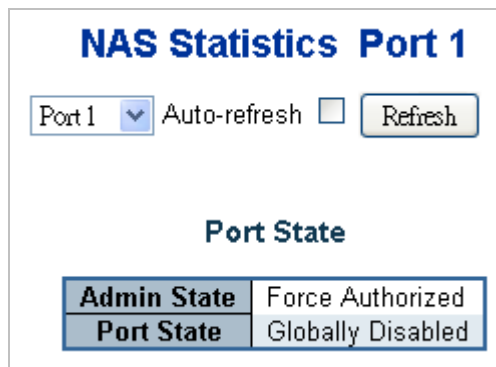 NAS Statistics Port 1
Port 1 Auto-refresh Refresh
Port State
Admin State Force Authorized
Port State Globally Disabled